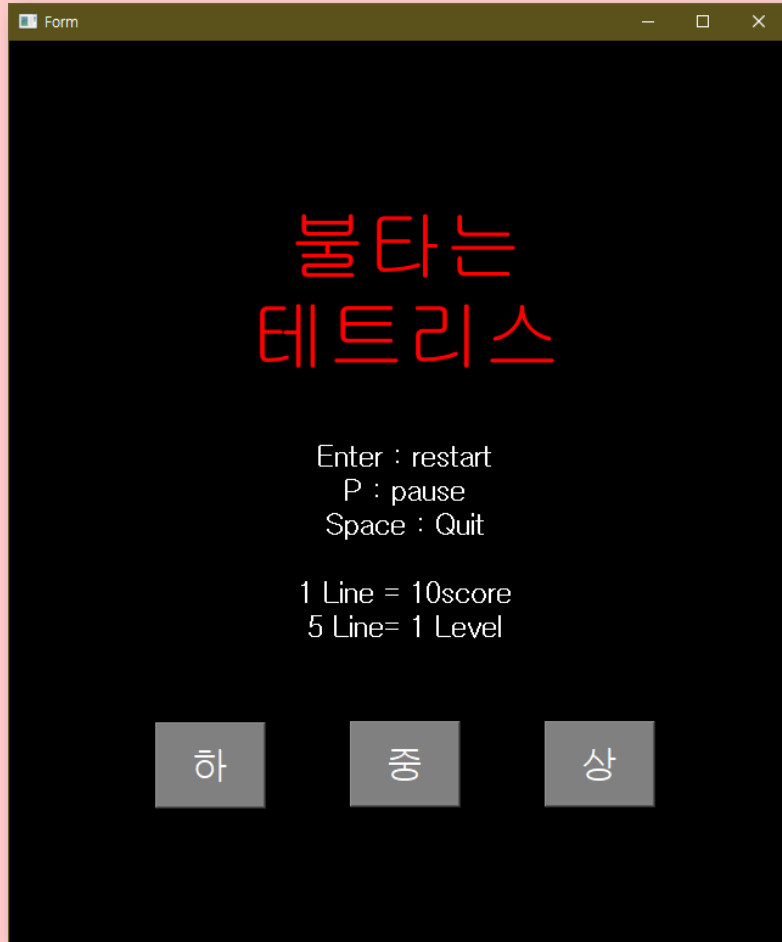 Form
불타는
테트리스
Enter : restart
P : pause
Space : Quit
1 Line = 10score
5 Line= 1 Level
하 중 상